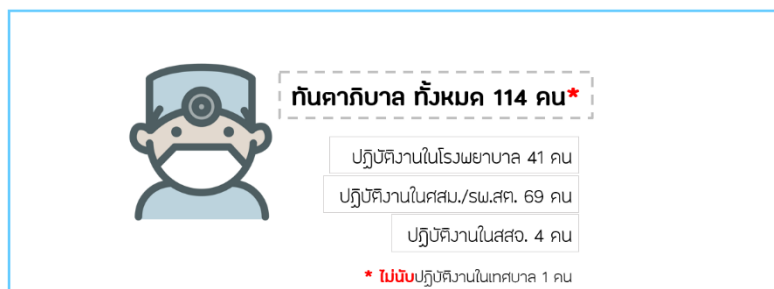 ทันตาภิบาล ทั้งหมด 114 คน*
ปฏิบัติงานในโรงพยาบาล 41 คน
ปฏิบัติงานในศสม./รพ.สต. 69 คน
ปฏิบัติงานในสสจ. 4 คน
* ไม่นับปฏิบัติงานในเทศบาล 1 คน